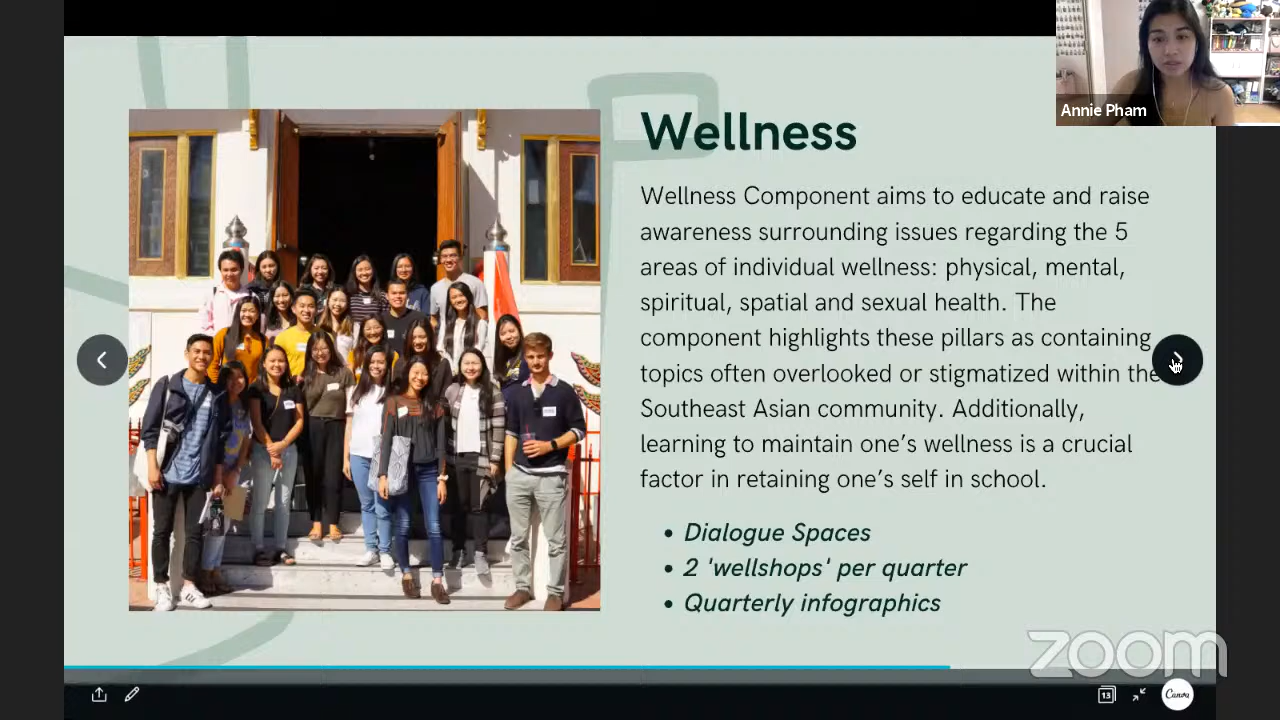 Annie Pham
Wellness
Wellness Component aims to educate and raise
awareness surrounding issues regarding the 5
areas of individual wellness: physical, mental,
spiritual, spatial and sexual health. The
component highlights these pillars as containing
topics often overlooked or stigmatized within the
Southeast Asian community. Additionally,
learning to maintain one’s wellness is a crucial
factor in retaining one’s self in school.
• Dialogue Spaces
• 2 'wellshops' per quarter
• Quarterly infographics
zoom
13
Canva